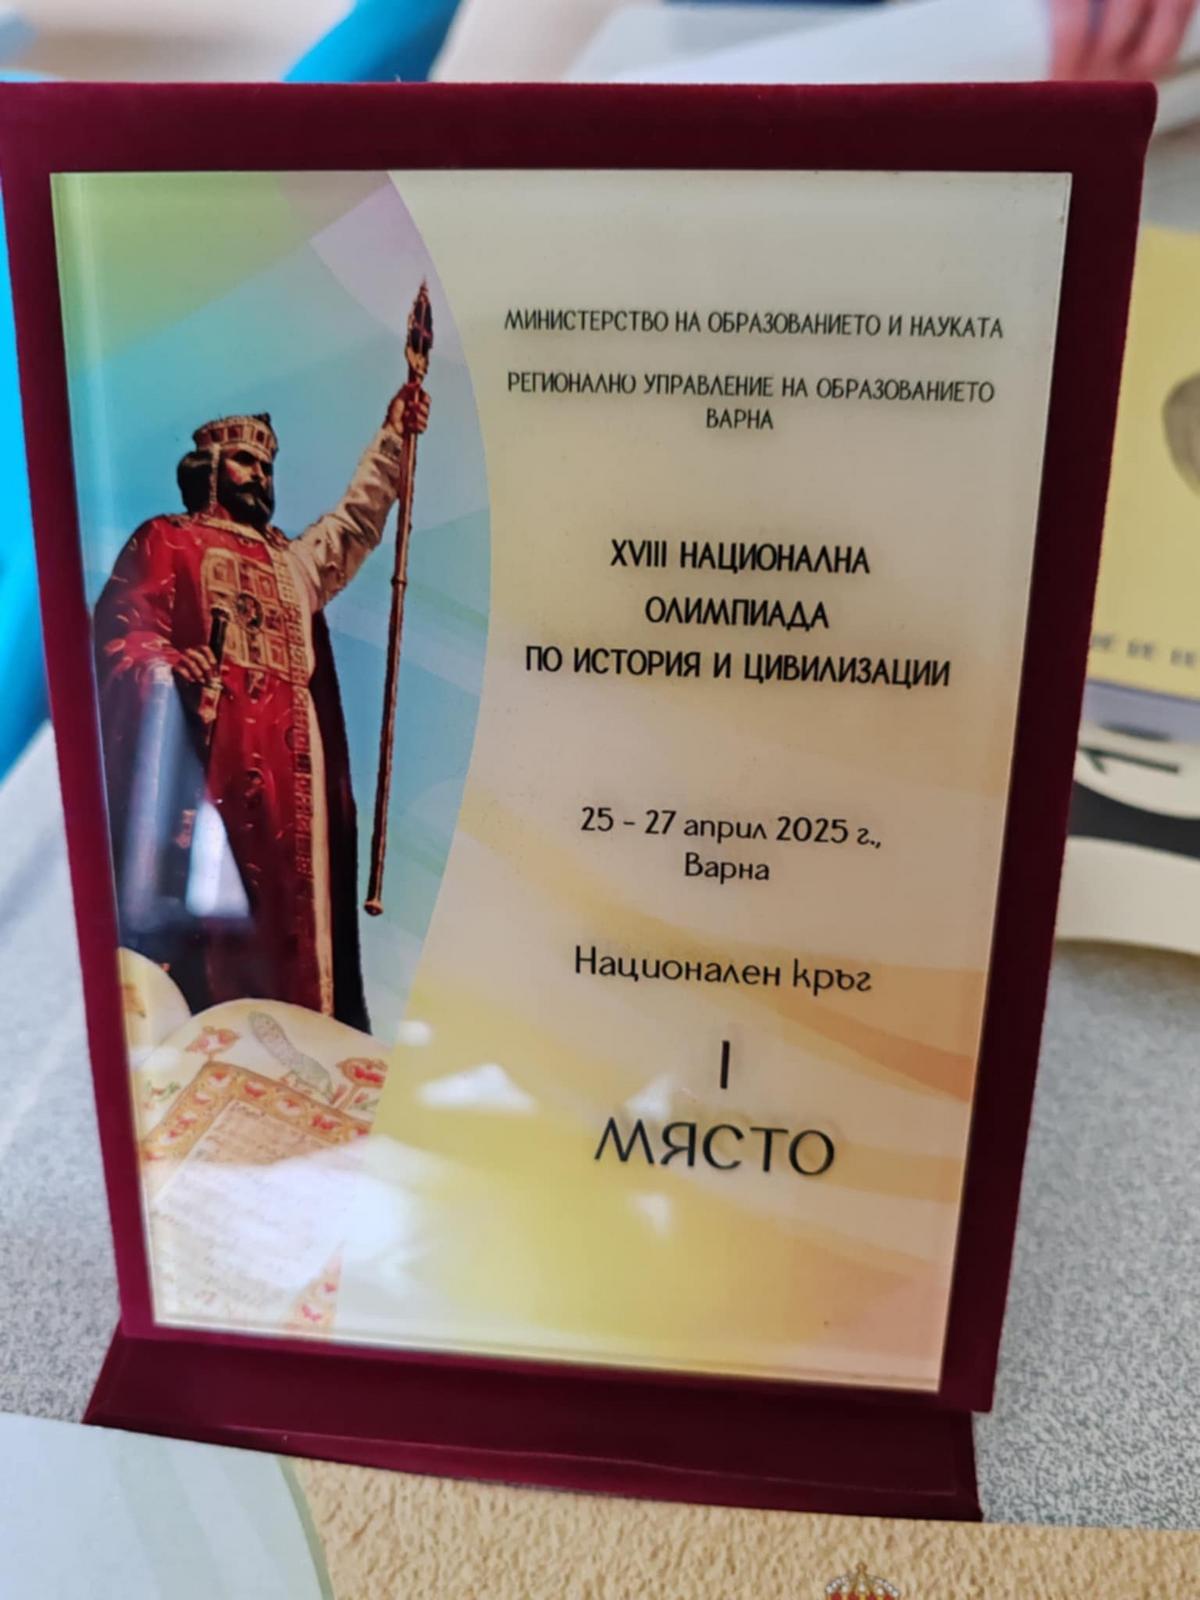 МИНИСТЕРСТВО НА ОБРАЗОВАНИЕТО И НАУКАТА
РЕГИОНАЛНО УПРАВЛЕНИЕ НА ОБРАЗОВАНИЕТО
ВАРНА
XVIII НАЦИОНАЛНА
ОЛИМПИАДА
ПО ИСТОРИЯ И ЦИВИЛИЗАЦИИ
25 - 27 април 2025 г.,
Варна
Национален кръг
I
МЯСТО